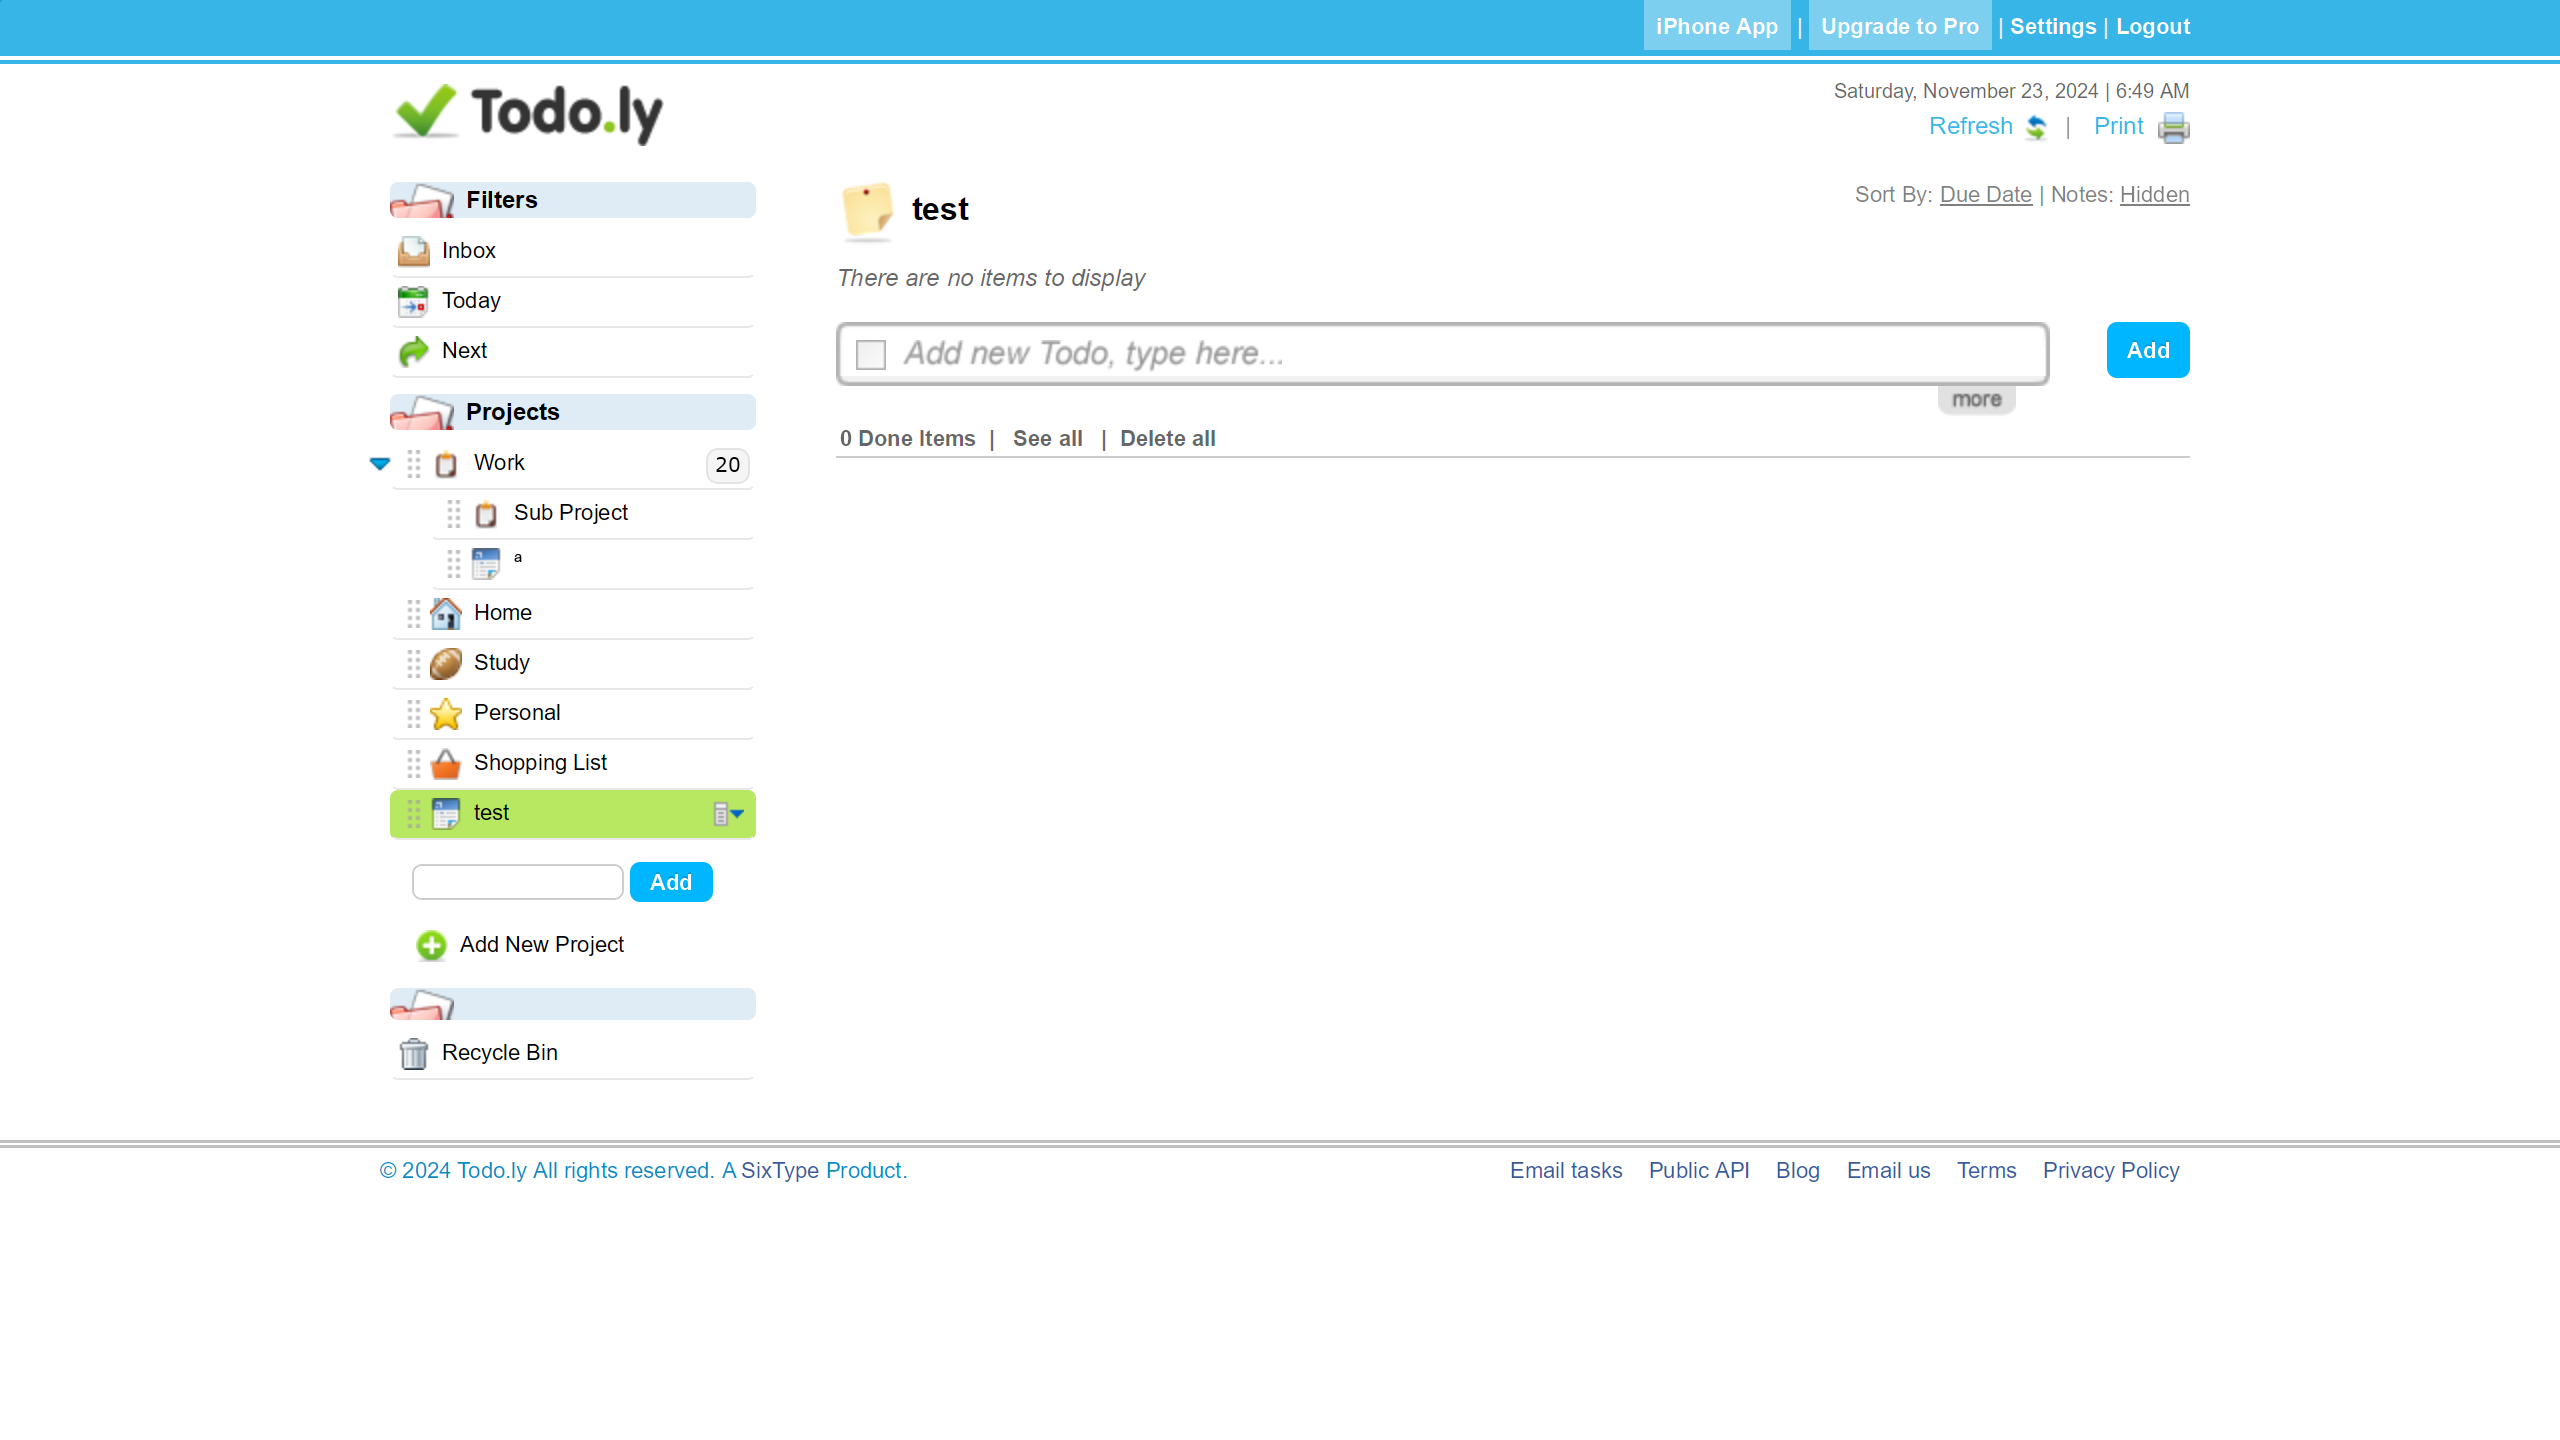 iPhone App | Upgrade to Pro | Settings | Logout
Todo.ly
Saturday, November 23, 2024 | 6:49 AM
Refresh | Print
Filters
Inbox
Today
Next
Projects
Work 20
Sub Project
ª
Home
Study
Personal
Shopping List
test
Add
Add New Project
Recycle Bin
test
Sort By: Due Date | Notes: Hidden
There are no items to display
Add new Todo, type here...
Add
more
0 Done Items | See all | Delete all
© 2024 Todo.ly All rights reserved. A SixType Product.
Email tasks Public API Blog Email us Terms Privacy Policy